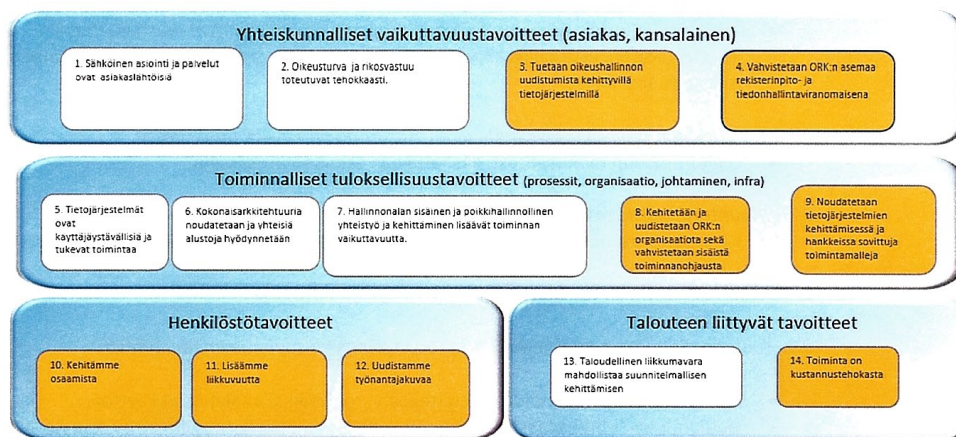 Yhteiskunnalliset vaikuttavuustavoitteet (asiakas, kansalainen)
1. Sähköinen asiointi ja palvelut
ovat asiakaslähtöisiä
2. Oikeusturva ja rikosvastuu
toteutuvat tehokkaasti.
3. Tuetaan oikeushallinnon
uudistumista kehittyvillä
tietojärjestelmillä
4. Vahvistetaan ORK:n asemaa
rekisterinpito- ja
tiedonhallintaviranomaisena
Toiminnalliset tuloksellisuustavoitteet (prosessit, organisaatio, johtaminen, infra)
5. Tietojärjestelmät
ovat
käyttäjäystävällisiä ja
tukevat toimintaa
6. Kokonaisarkkitehtuuria
noudatetaan ja yhteisiä
alustoja hyödynnetään
7. Hallinnonalan sisäinen ja poikkihallinnollinen
yhteistyö ja kehittäminen lisäävät toiminnan
vaikuttavuutta.
8. Kehitetään ja
uudistetaan ORK:n
organisaatiota sekä
vahvistetaan sisäistä
toiminnanohjausta
9. Noudatetaan
tietojärjestelmien
kehittämisessä ja
hankkeissa sovittuja
toimintamalleja
Henkilöstötavoitteet
10. Kehitämme
osaamista
11. Lisäämme
liikkuvuutta
12. Uudistamme
työnantajakuvaa
Talouteen liittyvät tavoitteet
13. Taloudellinen liikkumavara
mahdollistaa suunnitelmallisen
kehittämisen
14. Toiminta on
kustannustehokasta